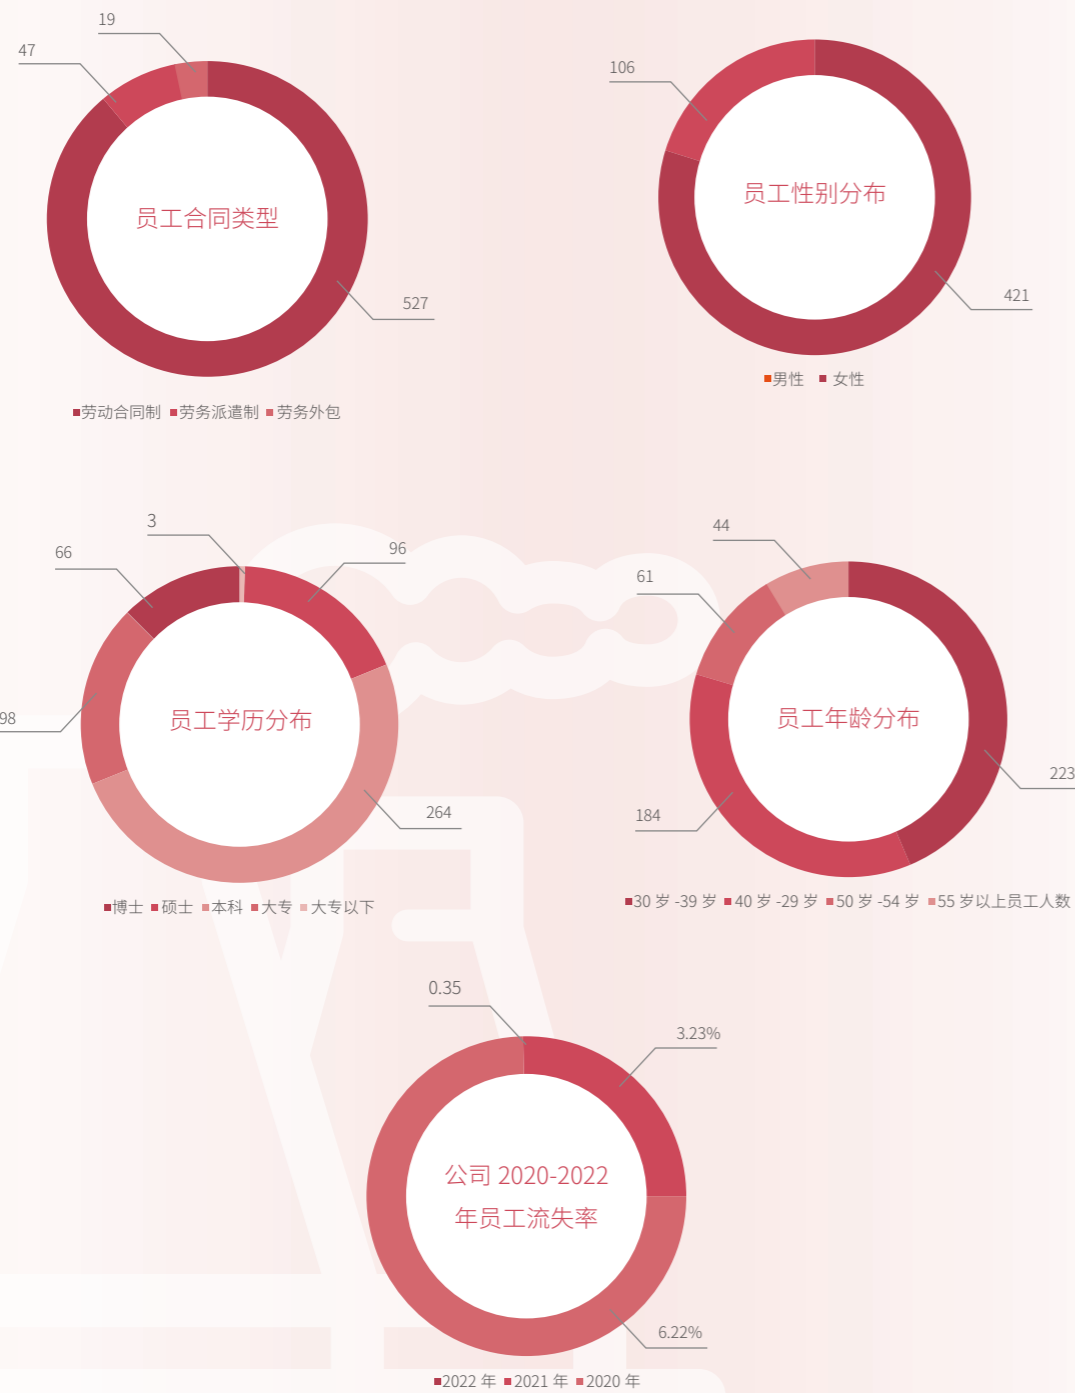 19
47
员工合同类型
527
劳动合同制 劳务派遣制 劳务外包
106
员工性别分布
421
男性 女性
3
66
96
员工学历分布
98
264
博士 硕士 本科 大专 大专以下
44
61
员工年龄分布
223
184
30 岁 -39 岁 40 岁 -29 岁 50 岁 -54 岁 55 岁以上员工人数
0.35
3.23%
公司 2020-2022
年员工流失率
6.22%
2022 年 2021 年 2020 年